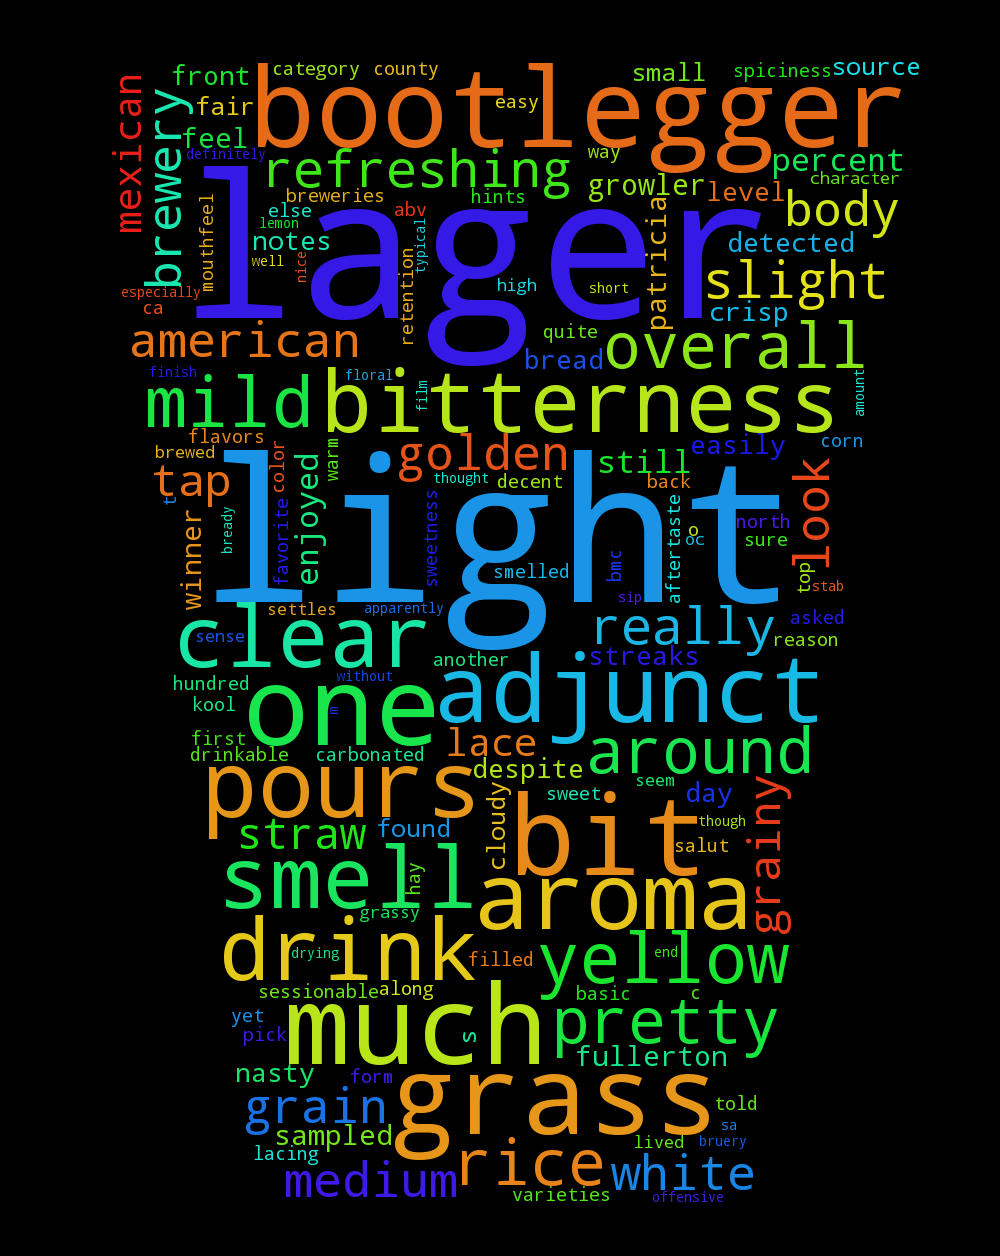 category county
small spiciness source
front bootlegger
mexican brewery fair easy
feel
definitely refreshing way percent
breweries hints growler level character
else abv body
lemon patricia
mouthfeel notes typical detected
well nice lager
retention high short slight
especially
ca crisp
american quite overall
bread
finish floral film amount
mild bitterness
flavors color warm golden easily corn
brewed still look
tap thought decent back
t enjoyed light
winner bready favorite sweetness aftertaste o north
oc sure
smelled bmc top stab
settles apparently sip
clear really asked
sense reason
another streaks
hundred without adjunct
kool one
m
first lace around
drinkable carbonated
pours despite seem
cloudy sweet day grainy
straw found bit though
salut
smell hay aroma
grassy
drink drying filled yellow end
sessionable along basic c
yet much pretty
pick s
nasty form fullerton
grain grass told
sampled sa
lacing lived bruery
medium rice white
varieties offensive